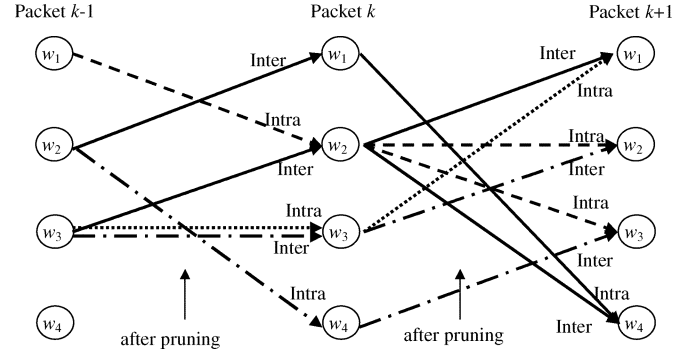 Packet k-1
Packet k
Packet k+1
w1
Inter
w1
Inter
w1
Intra
Intra
Intra
w2
w2
w2
Inter
Inter
Intra
Intra
w3
w3
w3
Inter
Inter
Intra
Intra
w4
w4
Inter
w4
after pruning
after pruning